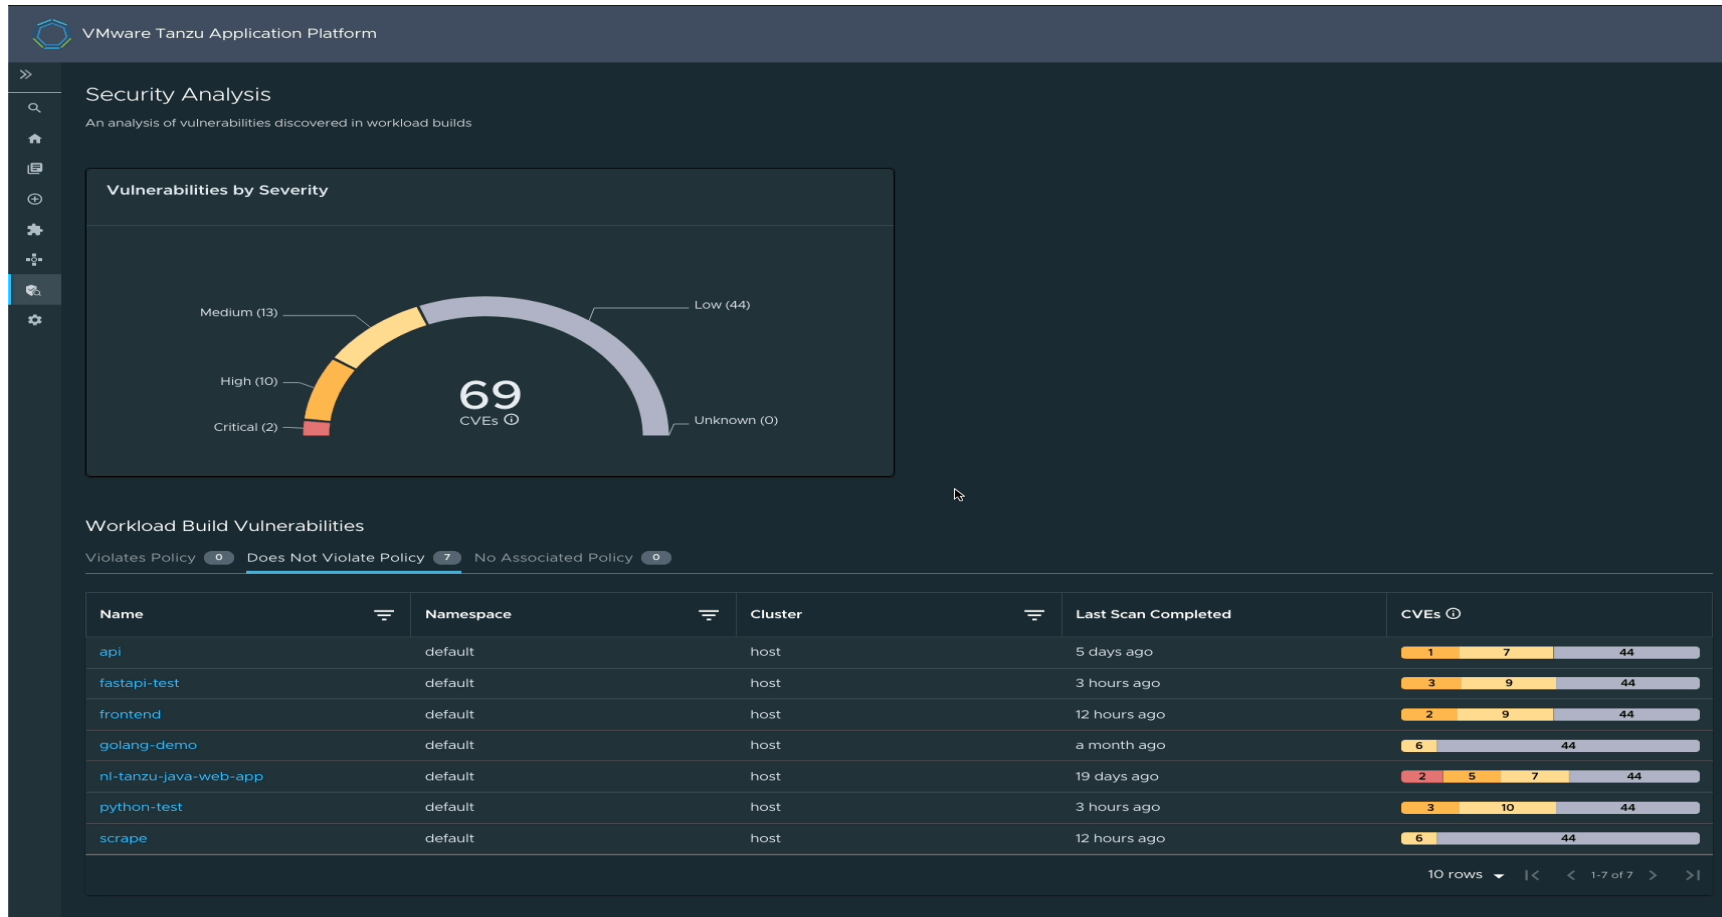 VMware Tanzu Application Platform
Security Analysis
An analysis of vulnerabilities discovered in workload builds
Vulnerabilities by Severity
Medium (13)
Low (44)
High (10)
Critical (2)
Unknown (0)
69
CVEs
Workload Build Vulnerabilities
Violates Policy 0 Does Not Violate Policy 7 No Associated Policy 0
Name Namespace Cluster Last Scan Completed CVEs
api default host 5 days ago 1 7 44
fastapi-test default host 3 hours ago 3 9 44
frontend default host 12 hours ago 2 9 44
golang-demo default host a month ago 6 44
nl-tanzu-java-web-app default host 19 days ago 2 5 7 44
python-test default host 3 hours ago 3 10 44
scrape default host 12 hours ago 6 44
10 rows 1-7 of 7